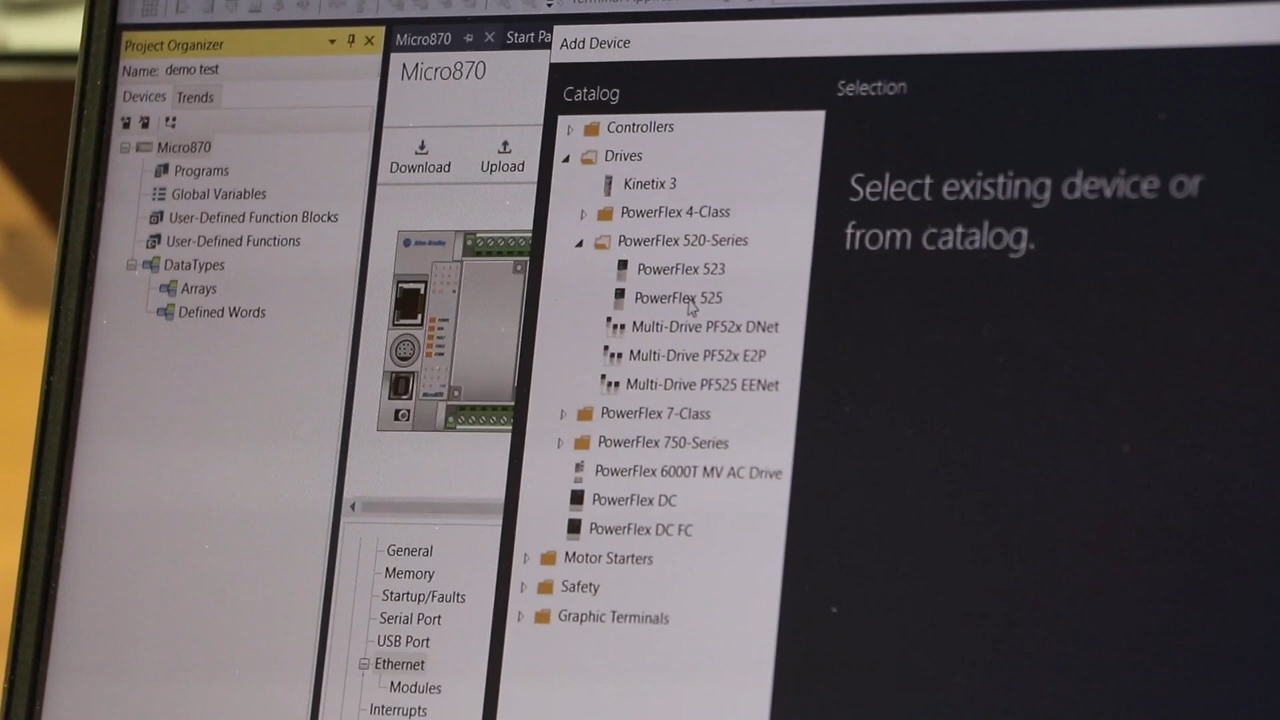 Project Organizer
Name: demo test
Devices
Trends
Micro870
Programs
Global Variables
User-Defined Function Blocks
User-Defined Functions
DataTypes
Arrays
Defined Words
Micro870
Start Pa
Micro870
Download
Upload
Allen-Bradley
Micro870
General
Memory
Startup/Faults
Serial Port
USB Port
Ethernet
Modules
Interrupts
Add Device
Catalog
Controllers
Drives
Kinetix 3
PowerFlex 4-Class
PowerFlex 520-Series
PowerFlex 523
PowerFlex 525
Multi-Drive PF52x DNet
Multi-Drive PF52x E2P
Multi-Drive PF525 EENet
PowerFlex 7-Class
PowerFlex 750-Series
PowerFlex 6000T MV AC Drive
PowerFlex DC
PowerFlex DC FC
Motor Starters
Safety
Graphic Terminals
Selection
Select existing device or
from catalog.